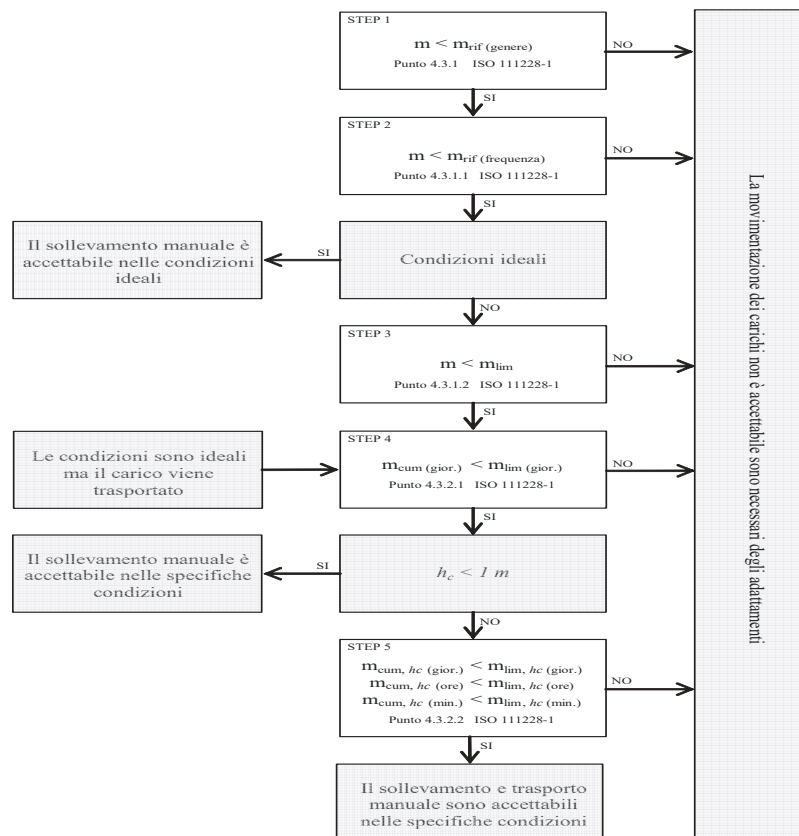 STEP 1
m < mrif (genere)
Punto 4.3.1 ISO 111228-1
NO
SI
STEP 2
m < mrif (frequenza)
Punto 4.3.1.1 ISO 111228-1
NO
SI
Il sollevamento manuale è
accettabile nelle condizioni
ideali
SI
Condizioni ideali
NO
STEP 3
m < mlim
Punto 4.3.1.2 ISO 111228-1
NO
SI
Le condizioni sono ideali
ma il carico viene
trasportato
STEP 4
mcum (gior.) < mlim (gior.)
Punto 4.3.2.1 ISO 111228-1
NO
SI
Il sollevamento manuale è
accettabile nelle specifiche
condizioni
SI
hc < 1 m
NO
STEP 5
mcum, hc (gior.) < mlim, hc (gior.)
mcum, hc (ore) < mlim, hc (ore)
mcum, hc (min.) < mlim, hc (min.)
Punto 4.3.2.2 ISO 111228-1
NO
SI
Il sollevamento e trasporto
manuale sono accettabili
nelle specifiche condizioni
La movimentazione dei carichi non è accettabile sono necessari degli adattamenti